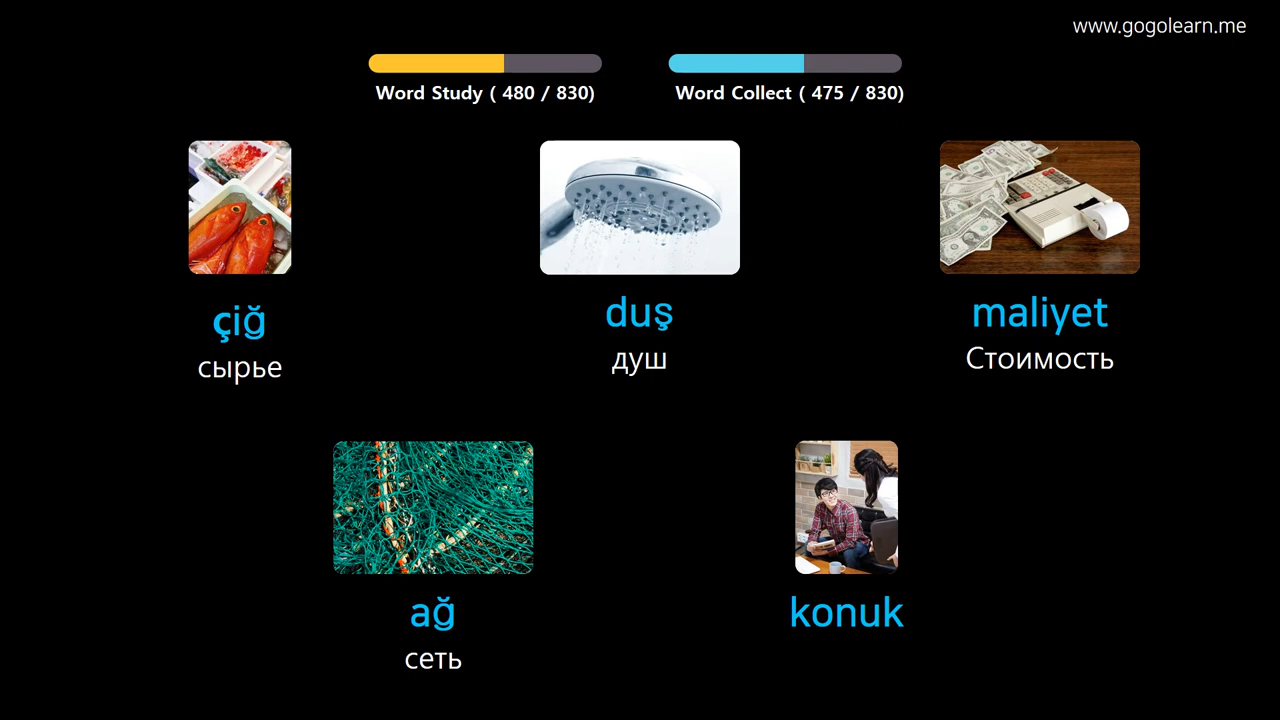 www.gogolearn.me
Word Study ( 480 / 830)
Word Collect ( 475 / 830)
çiğ
сырье
duş
душ
maliyet
Стоимость
ağ
сеть
konuk